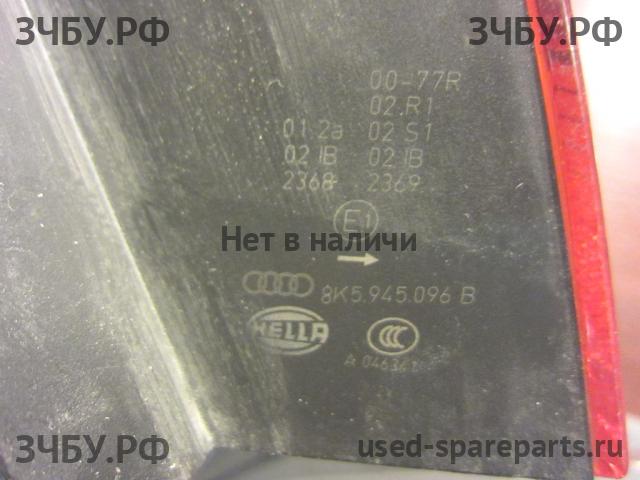 ЗЧБУ.РФ ЗЧБУ.РФ
00-77R
02 R1
01 2a 02 S1
02 IB 02 IB
2368 2369
E1
Нет в наличи
8K5.945.096 B
HELLA CCC
ЗЧБУ.РФ used-spareparts.ru